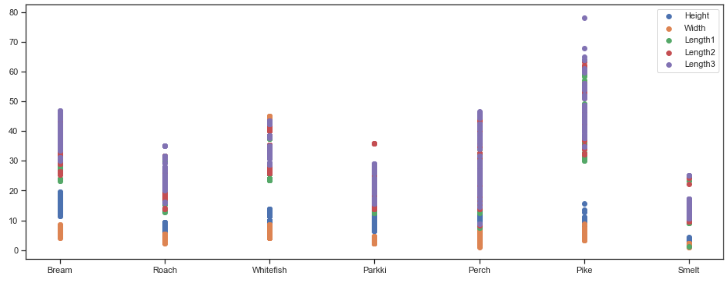 80
70
60
50
40
30
20
10
0
Height
Width
Length1
Length2
Length3
Bream Roach Whitefish Parkki Perch Pike Smelt